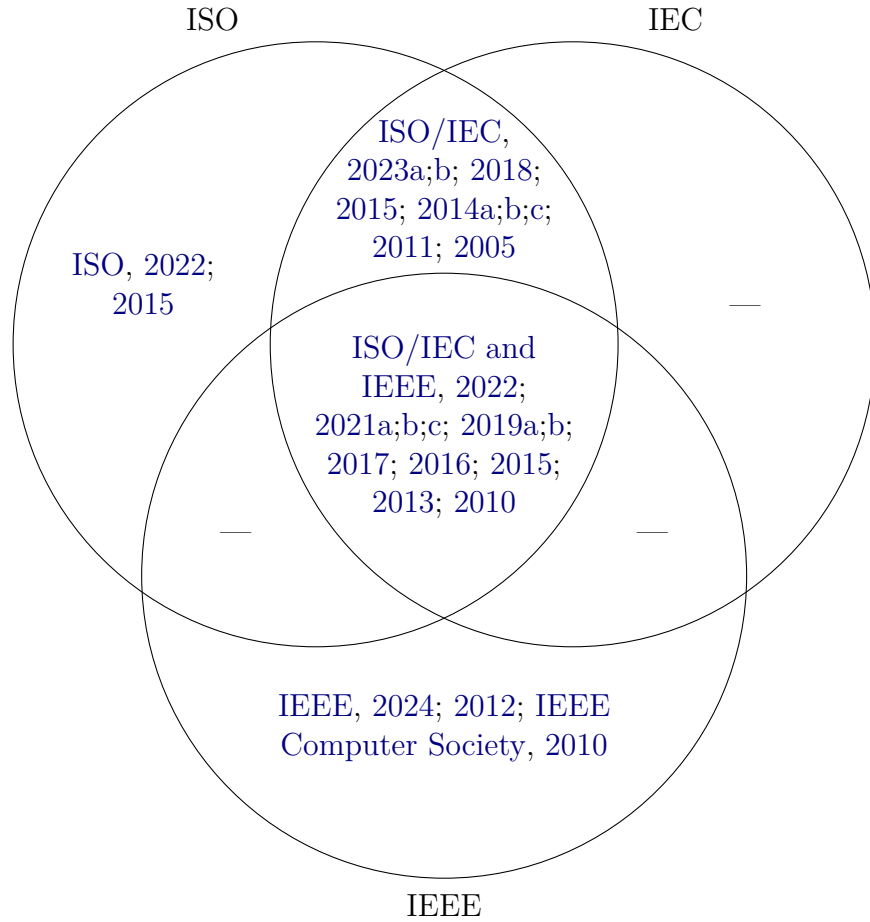 ISO
IEC
ISO/IEC,
2023a;b; 2018;
2015; 2014a;b;c;
2011; 2005
ISO, 2022;
2015
—
ISO/IEC and
IEEE, 2022;
2021a;b;c; 2019a;b;
2017; 2016; 2015;
2013; 2010
—
—
IEEE, 2024; 2012; IEEE
Computer Society, 2010
IEEE